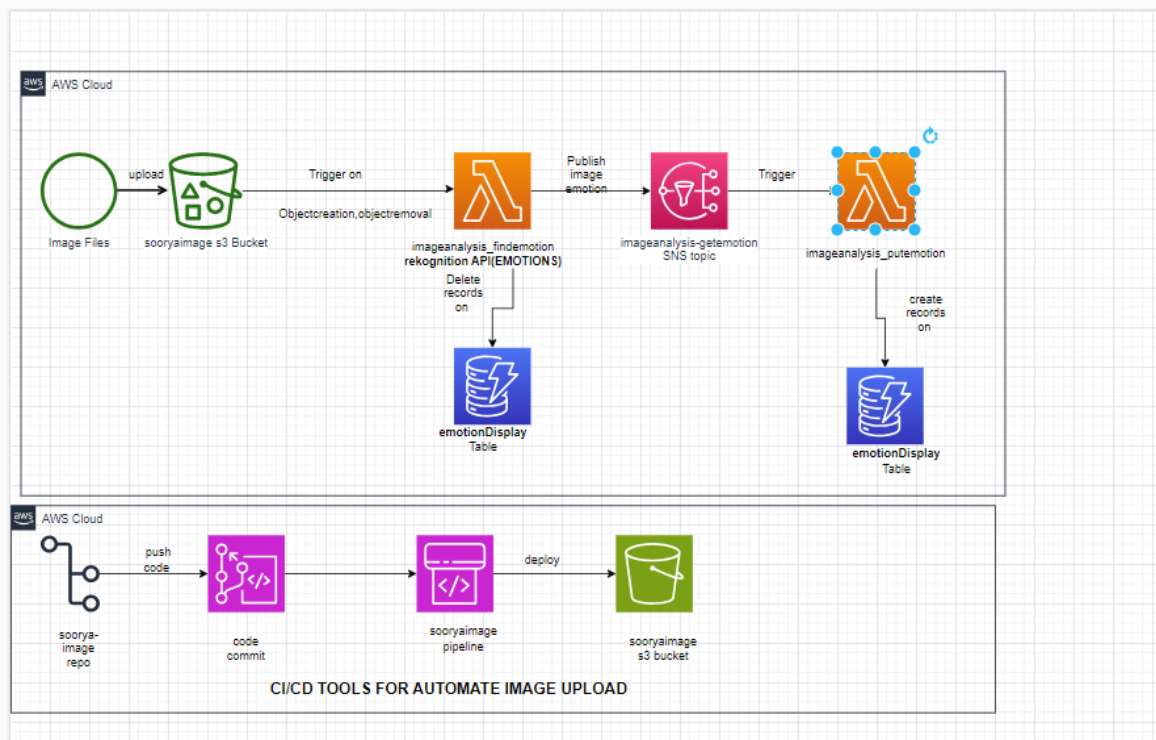 aws AWS Cloud
upload
Trigger on
Objectcreation,objectremoval
Publish
image
emotion
Trigger
Image Files
sooryaimage s3 Bucket
imageanalysis_findemotion
rekognition API(EMOTIONS)
imageanalysis-getemotion
SNS topic
imageanalysis_putemotion
Delete
records
on
create
records
on
emotionDisplay
Table
emotionDisplay
Table
aws AWS Cloud
push
code
deploy
soorya-
image
repo
code
commit
sooryaimage
pipeline
sooryaimage
s3 bucket
CI/CD TOOLS FOR AUTOMATE IMAGE UPLOAD